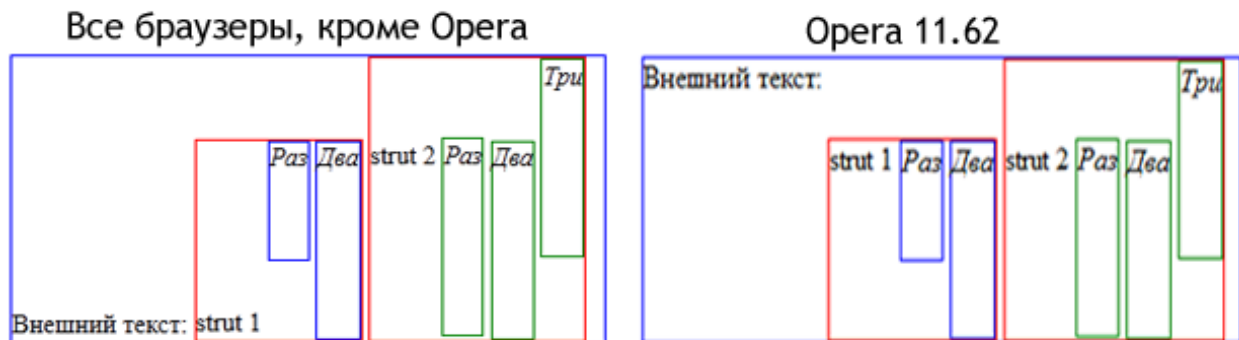 Все браузеры, кроме Opera
Три
Раз Два strut 2 Раз Два
Внешний текст: strut 1
Opera 11.62
Внешний текст: Три
strut 1 Раз Два strut 2 Раз Два